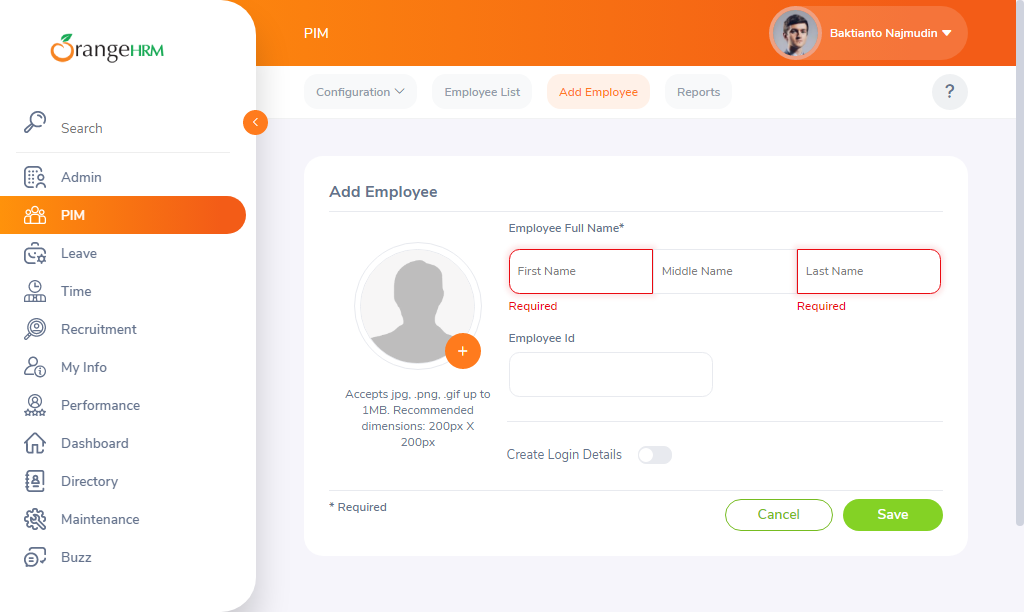 OrangeHRM
PIM
Baktianto Najmudin
Configuration
Employee List
Add Employee
Reports
?
Search
Admin
PIM
Leave
Time
Recruitment
My Info
Performance
Dashboard
Directory
Maintenance
Buzz
Add Employee
Employee Full Name*
First Name
Middle Name
Last Name
Required
Required
Employee Id
+
Accepts jpg, .png, .gif up to
1MB. Recommended
dimensions: 200px X
200px
Create Login Details
* Required
Cancel
Save